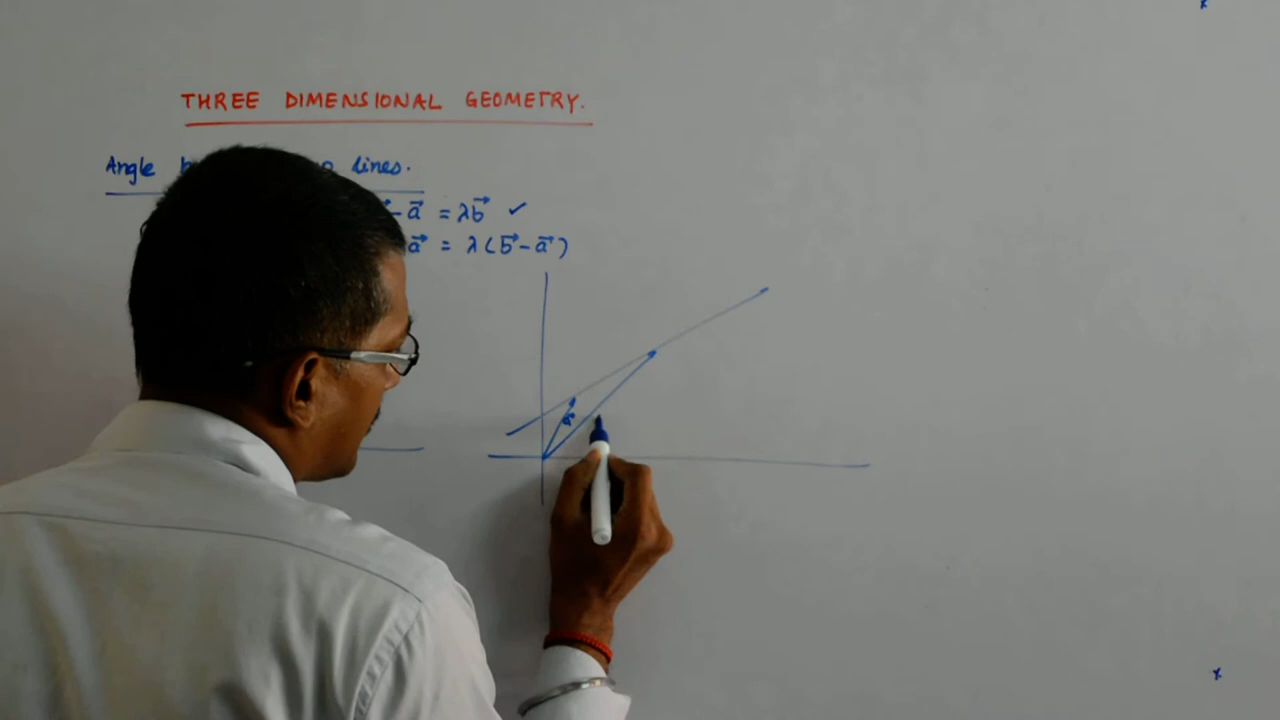 THREE DIMENSIONAL GEOMETRY.
Angle lines.
- a⃗ = λb⃗ ✓
a⃗ = λ(b⃗ - a⃗)
x
x